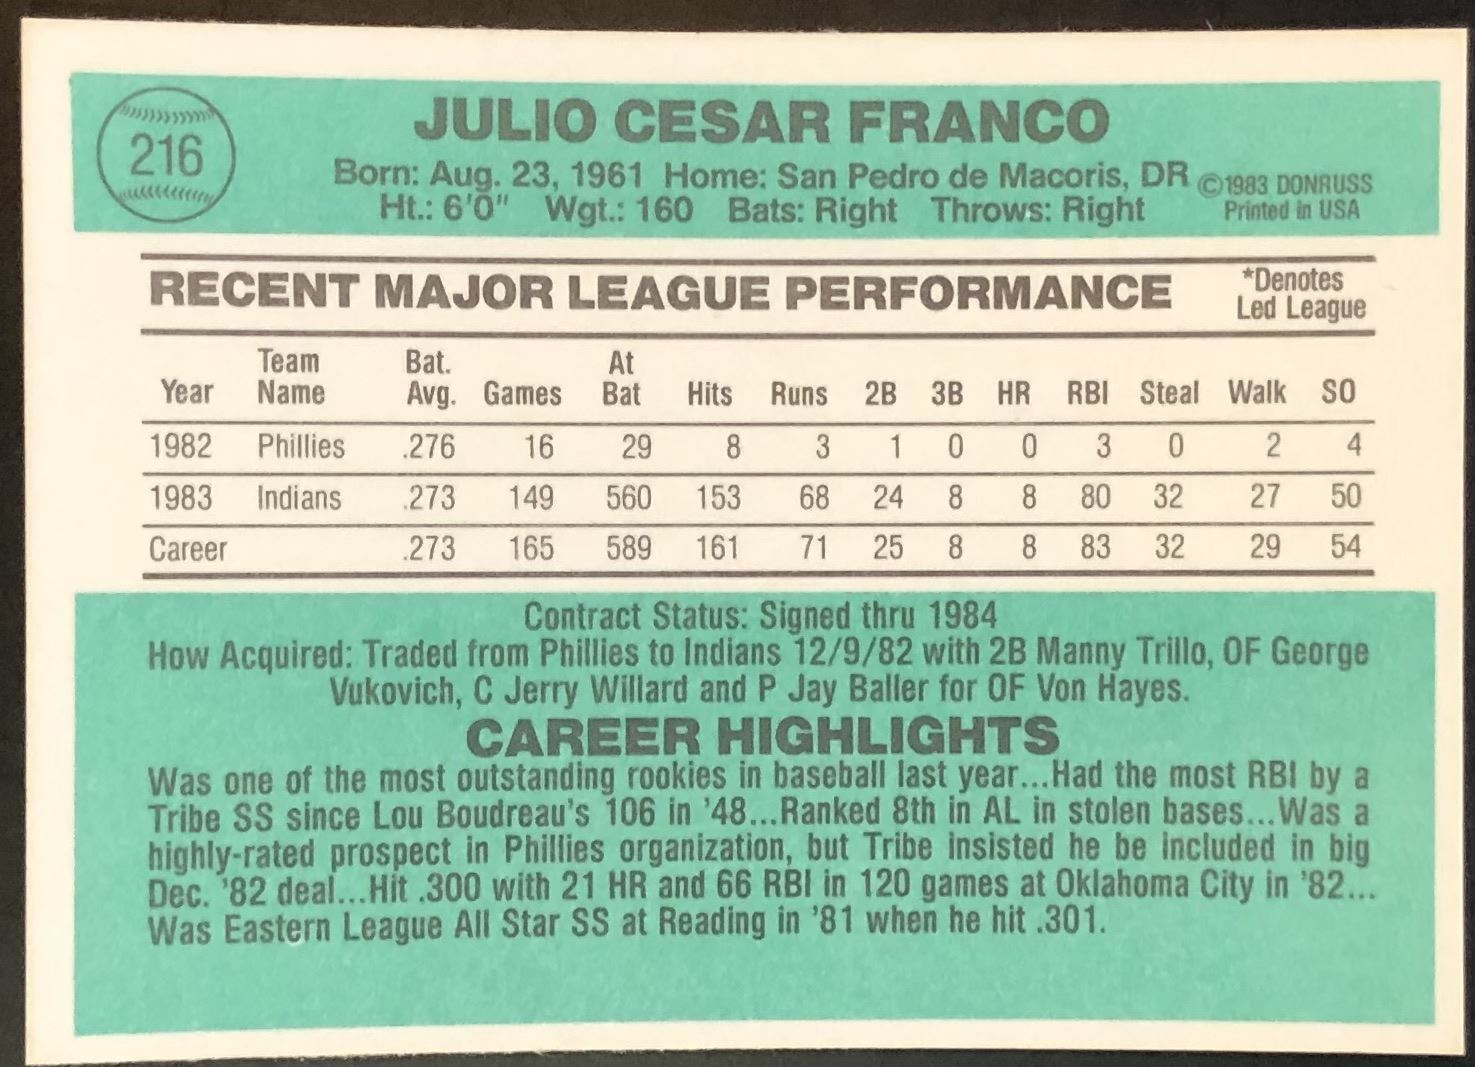 216
JULIO CESAR FRANCO
Born: Aug. 23, 1961 Home: San Pedro de Macoris, DR ©1983 DONRUSS
Ht.: 6'0" Wgt.: 160 Bats: Right Throws: Right Printed in USA
RECENT MAJOR LEAGUE PERFORMANCE
*Denotes
Led League
Year Team Name Bat. Avg. Games At Bat Hits Runs 2B 3B HR RBI Steal Walk SO
1982 Phillies .276 16 29 8 3 1 0 0 3 0 2 4
1983 Indians .273 149 560 153 68 24 8 8 80 32 27 50
Career .273 165 589 161 71 25 8 8 83 32 29 54
Contract Status: Signed thru 1984
How Acquired: Traded from Phillies to Indians 12/9/82 with 2B Manny Trillo, OF George
Vukovich, C Jerry Willard and P Jay Baller for OF Von Hayes.
CAREER HIGHLIGHTS
Was one of the most outstanding rookies in baseball last year...Had the most RBI by a
Tribe SS since Lou Boudreau's 106 in '48...Ranked 8th in AL in stolen bases...Was a
highly-rated prospect in Phillies organization, but Tribe insisted he be included in big
Dec. '82 deal...Hit .300 with 21 HR and 66 RBI in 120 games at Oklahoma City in '82...
Was Eastern League All Star SS at Reading in '81 when he hit .301.